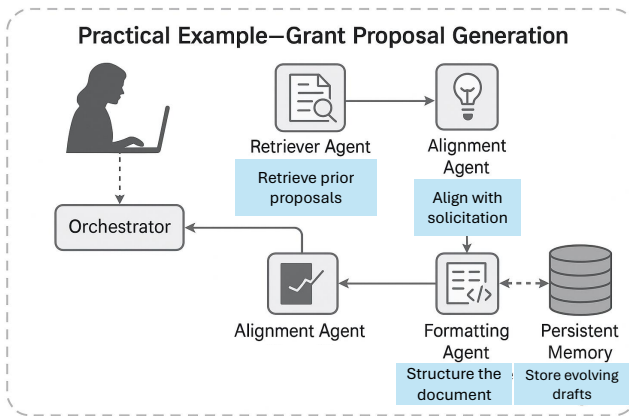 Practical Example—Grant Proposal Generation
Retriever Agent
Retrieve prior
proposals
Alignment
Agent
Align with
solicitation
Orchestrator
Alignment Agent
Formatting
Agent
Structure the
document
Persistent
Memory
Store evolving
drafts